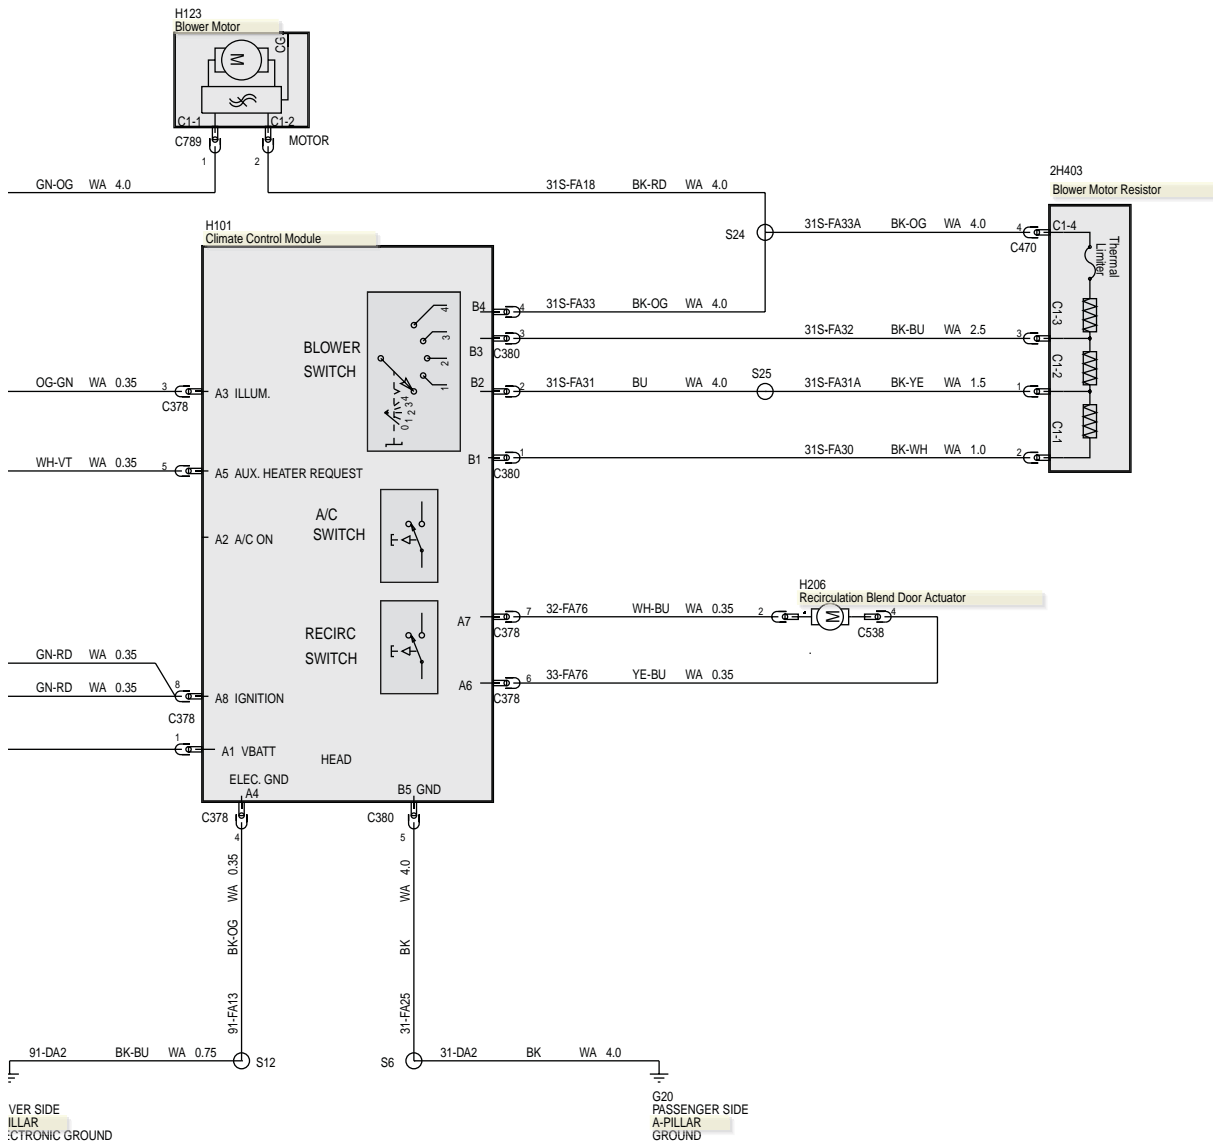 H123
Blower Motor
CG
M
C1-1
C1-2
C789
MOTOR
1
2
GN-OG WA 4.0
31S-FA18 BK-RD WA 4.0
2H403
Blower Motor Resistor
H101
Climate Control Module
S24
31S-FA33A BK-OG WA 4.0
4
C1-4
C470
Thermal
Limiter
B4
4
31S-FA33 BK-OG WA 4.0
C1-3
BLOWER
SWITCH
4
3
2
1
0 1 2 3 4
B3
3
C380
31S-FA32 BK-BU WA 2.5
3
C1-2
S25
OG-GN WA 0.35
3
C378
A3 ILLUM.
B2
2
31S-FA31 BU WA 4.0
31S-FA31A BK-YE WA 1.5
1
C1-1
WH-VT WA 0.35
5
A5 AUX. HEATER REQUEST
B1
1
C380
31S-FA30 BK-WH WA 1.0
2
A/C
SWITCH
A2 A/C ON
H206
Recirculation Blend Door Actuator
A7
7
C378
32-FA76 WH-BU WA 0.35
2
M
4
C538
RECIRC
SWITCH
GN-RD WA 0.35
A6
6
C378
33-FA76 YE-BU WA 0.35
GN-RD WA 0.35
8
C378
A8 IGNITION
1
A1 VBATT
HEAD
ELEC. GND
A4
B5 GND
C378
4
C380
5
91-FA13 BK-OG WA 0.35
31-FA25 BK WA 4.0
91-DA2 BK-BU WA 0.75
S12
S6
31-DA2 BK WA 4.0
VER SIDE
ILLAR
ECTRONIC GROUND
G20
PASSENGER SIDE
A-PILLAR
GROUND